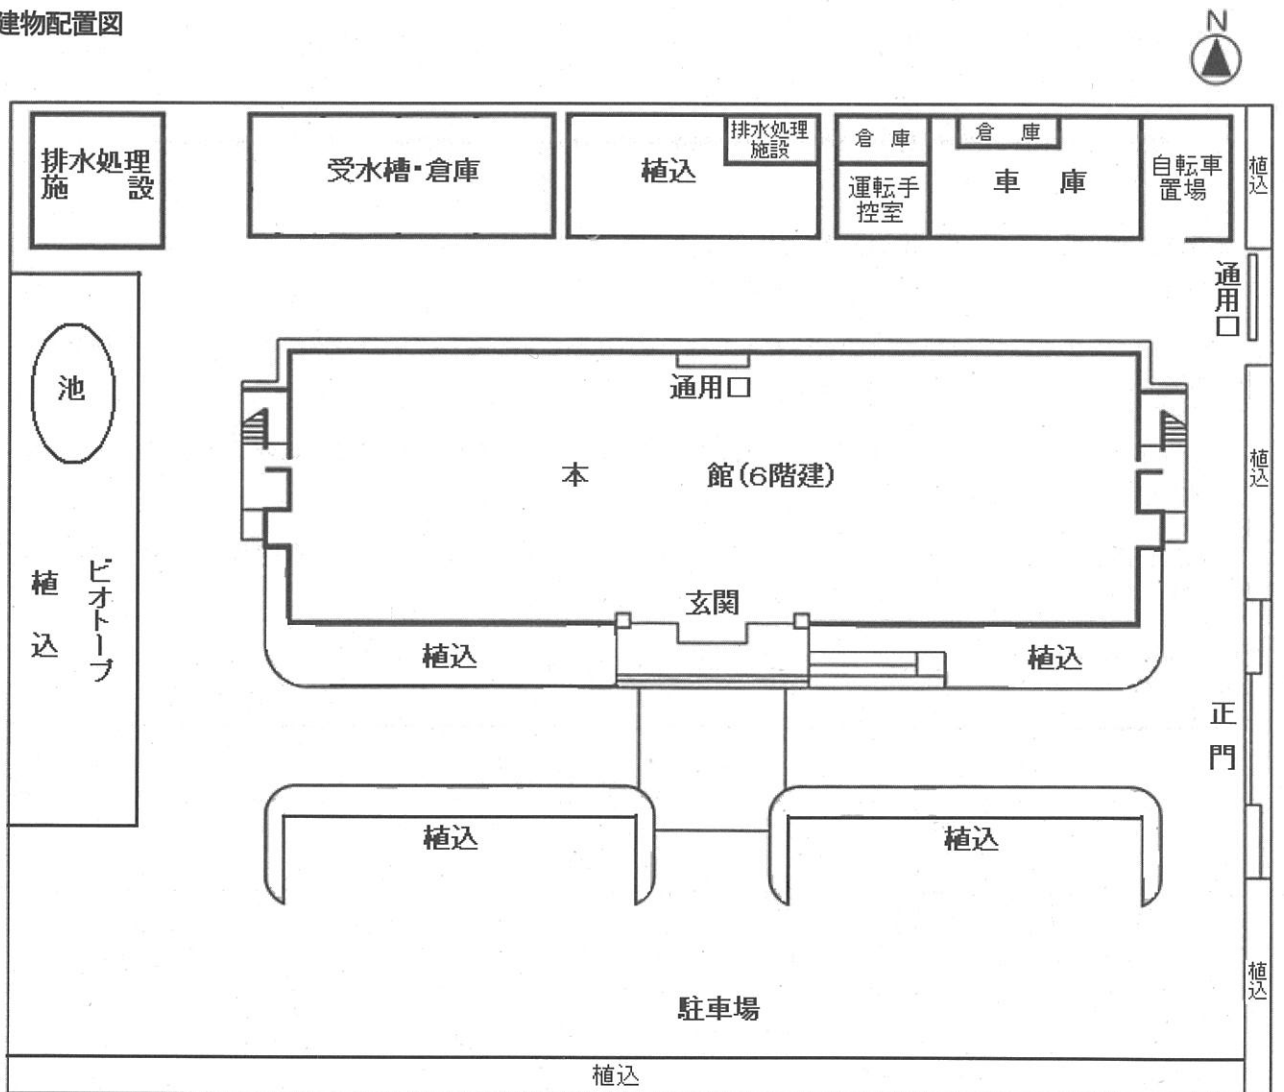 建物配置図
N
排水処理
施設
受水槽・倉庫
植込
排水処理
施設
倉庫
運転手
控室
倉庫
車庫
自転車
置場
植込
通用口
池
通用口
本館(6階建)
植込
植込
ビオトープ
玄関
植込
植込
正門
植込
植込
植込
駐車場
植込